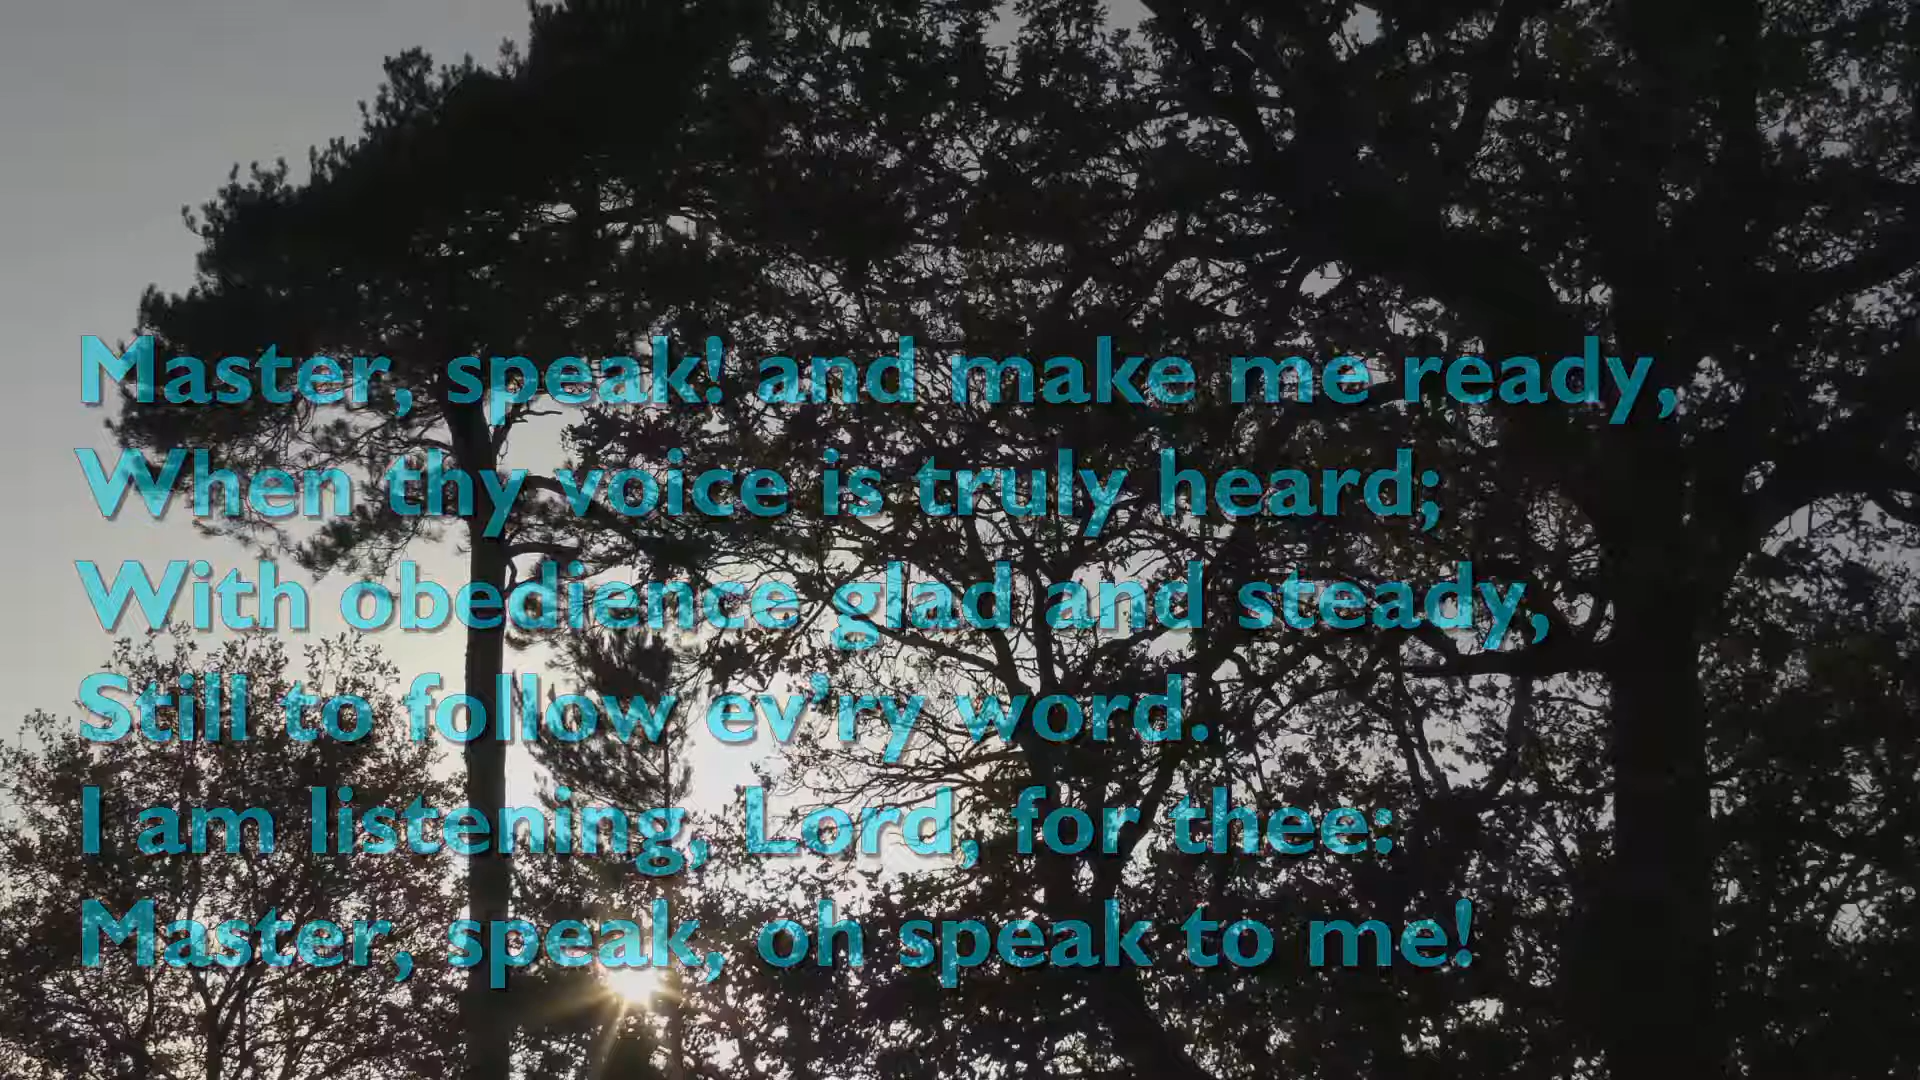 Master, speak! and make me ready,
When thy voice is truly heard;
With obedience glad and steady,
Still to follow ev’ry word.
I am listening, Lord, for thee:
Master, speak, oh speak to me!